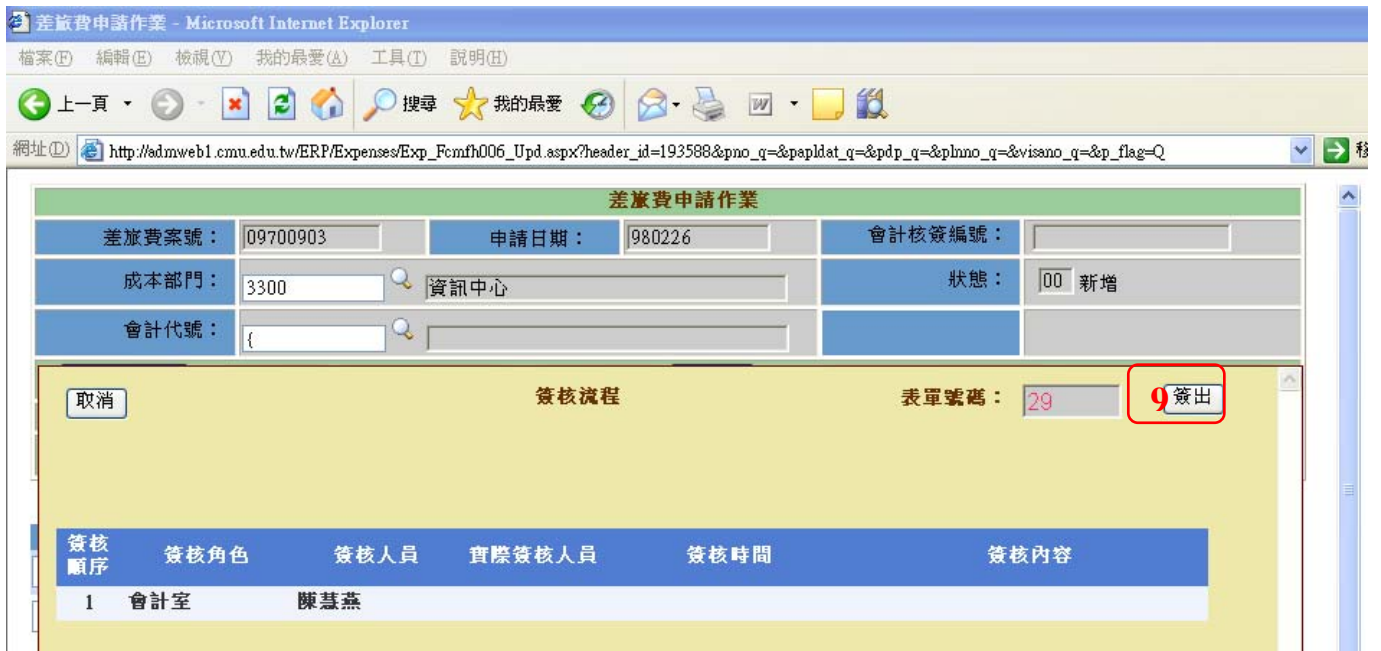 差旅費申請作業 - Microsoft Internet Explorer
檔案(F) 編輯(E) 檢視(V) 我的最愛(A) 工具(T) 說明(H)
上一頁 搜尋 我的最愛
網址(D) http://admweb1.cmu.edu.tw/ERP/Expenses/Exp_Fcmfh006_Upd.aspx?header_id=193588&pno_q=&papldat_q=&pdp_q=&plnno_q=&visano_q=&p_flag=Q
差旅費申請作業
差旅費案號： 09700903 申請日期： 980226 會計核簽編號：
成本部門： 3300 資訊中心 狀態： 00 新增
會計代號： {
取消 簽核流程 表單號碼： 29 9 簽出
簽核順序 簽核角色 簽核人員 實際簽核人員 簽核時間 簽核內容
1 會計室 陳慧燕